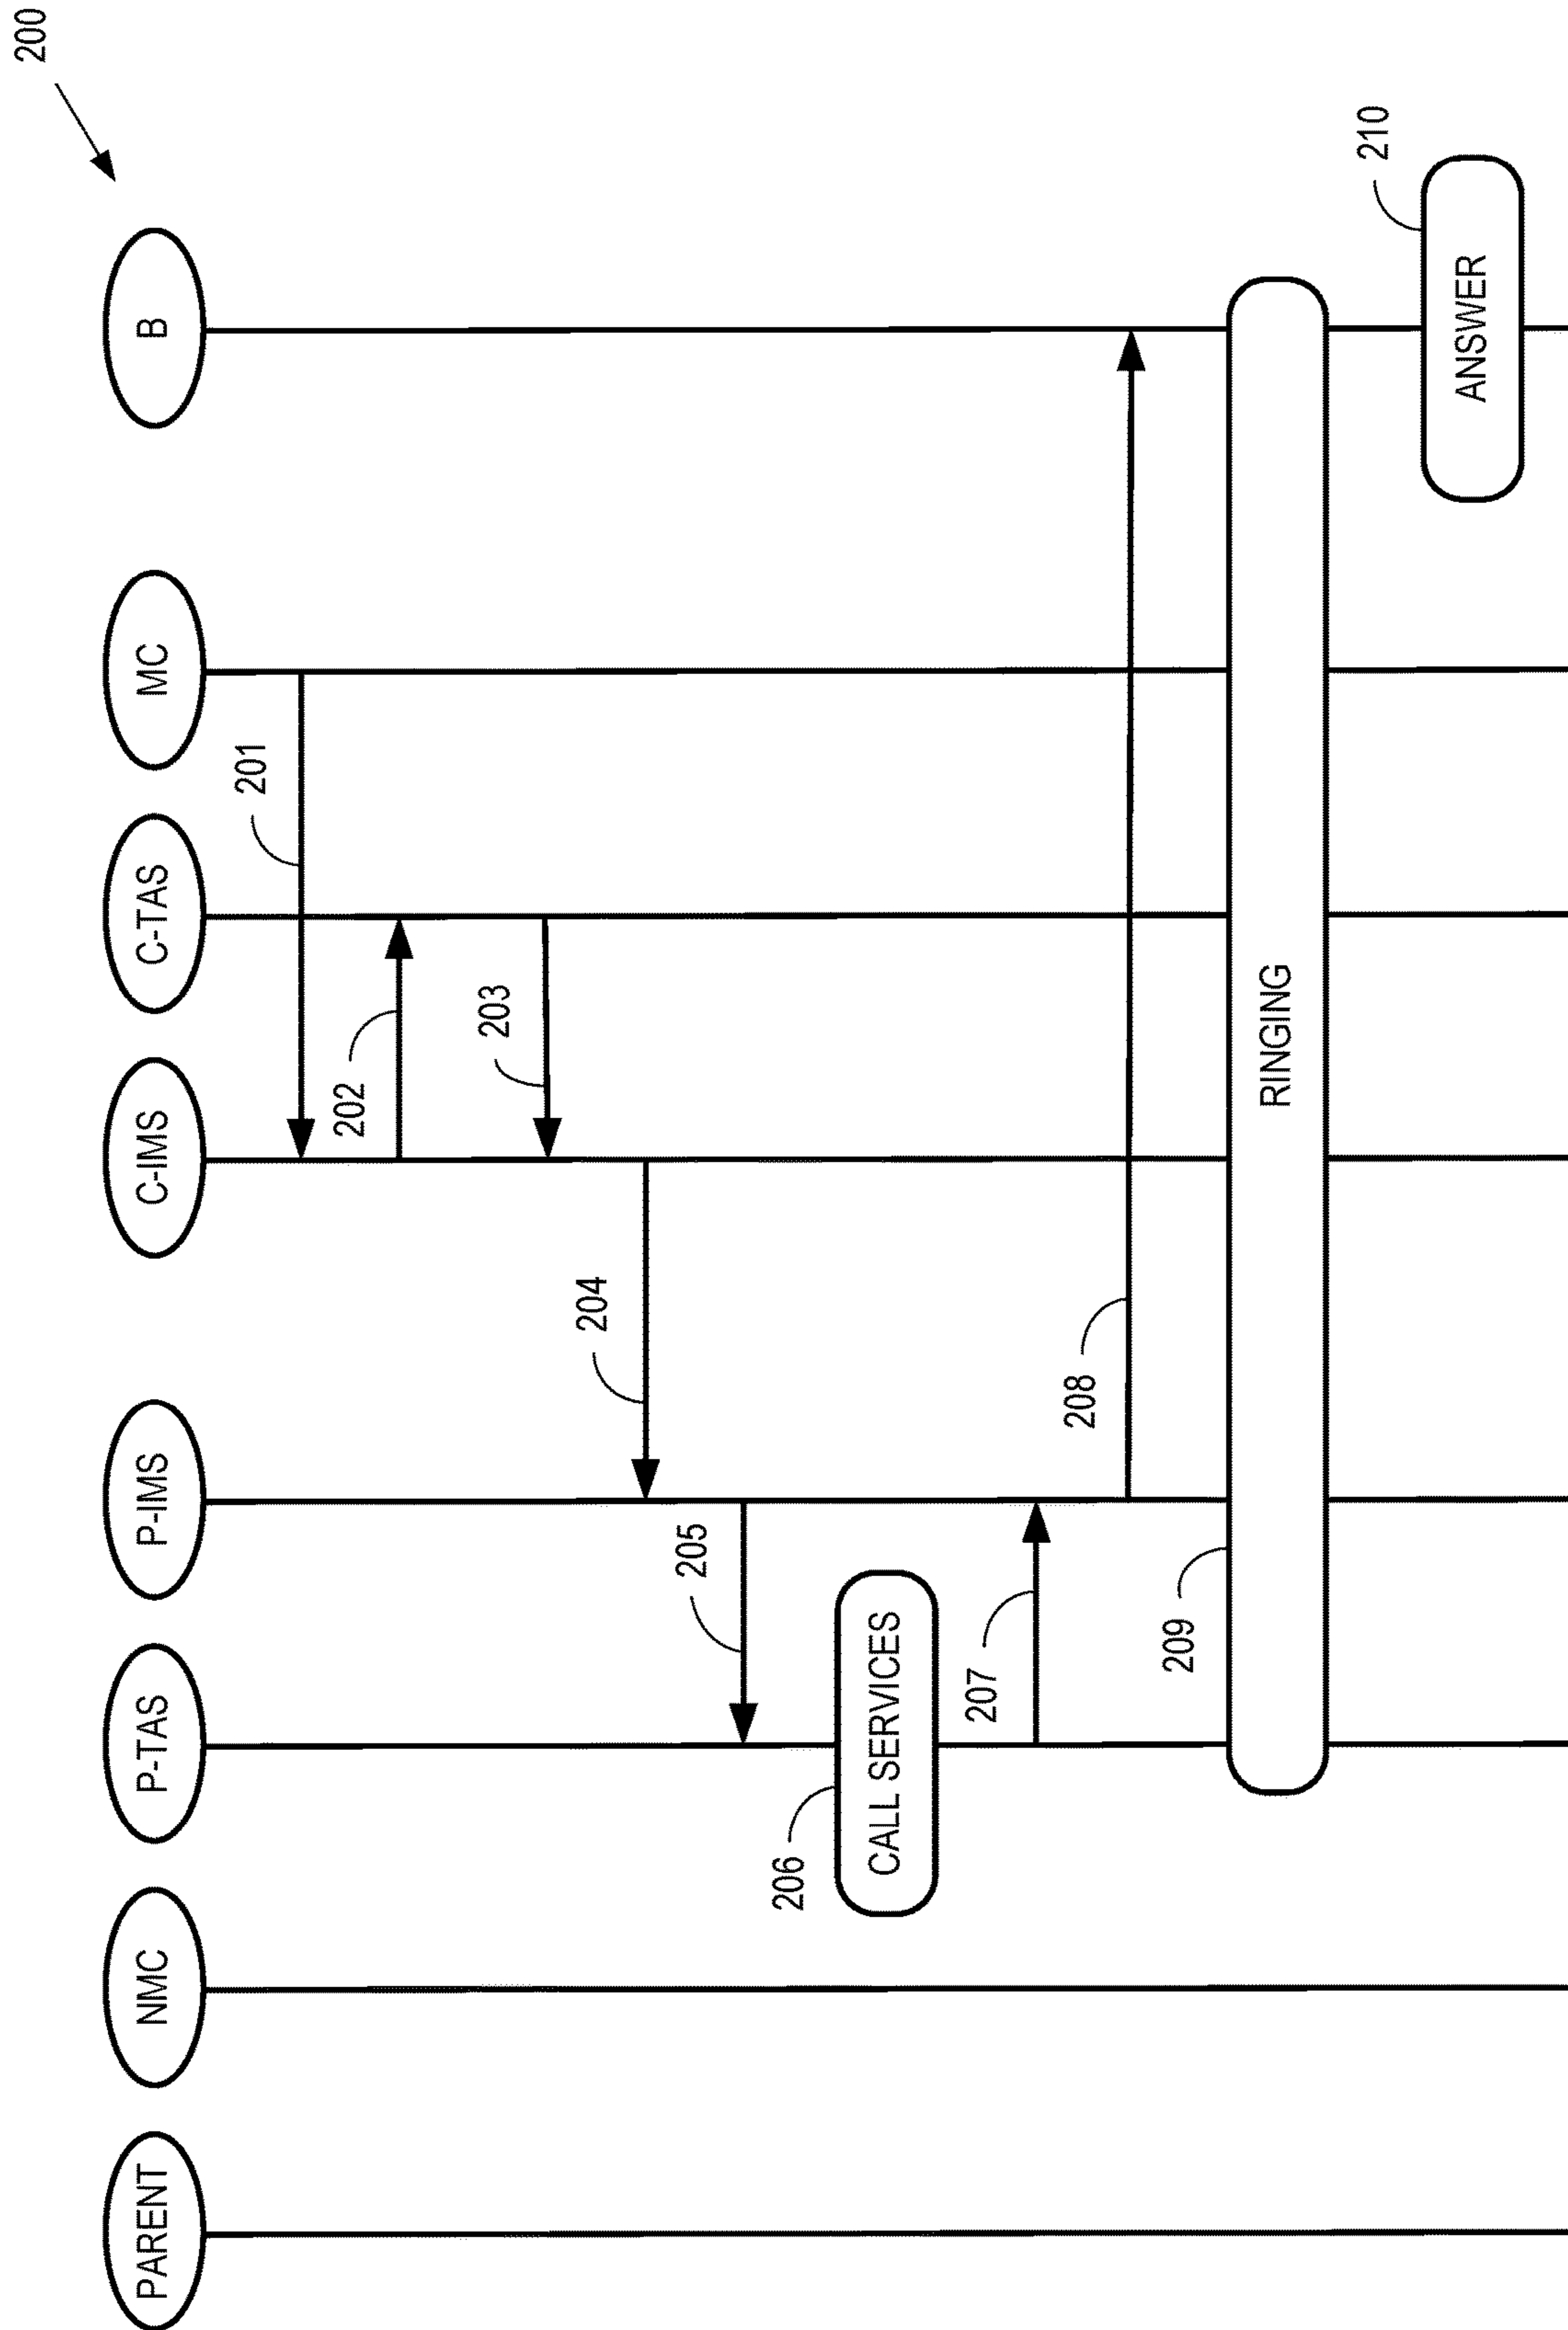 200
PARENT
NMC
P-TAS
P-IMS
C-IMS
C-TAS
MC
B
201
202
203
204
205
206
CALL SERVICES
207
208
209
RINGING
210
ANSWER